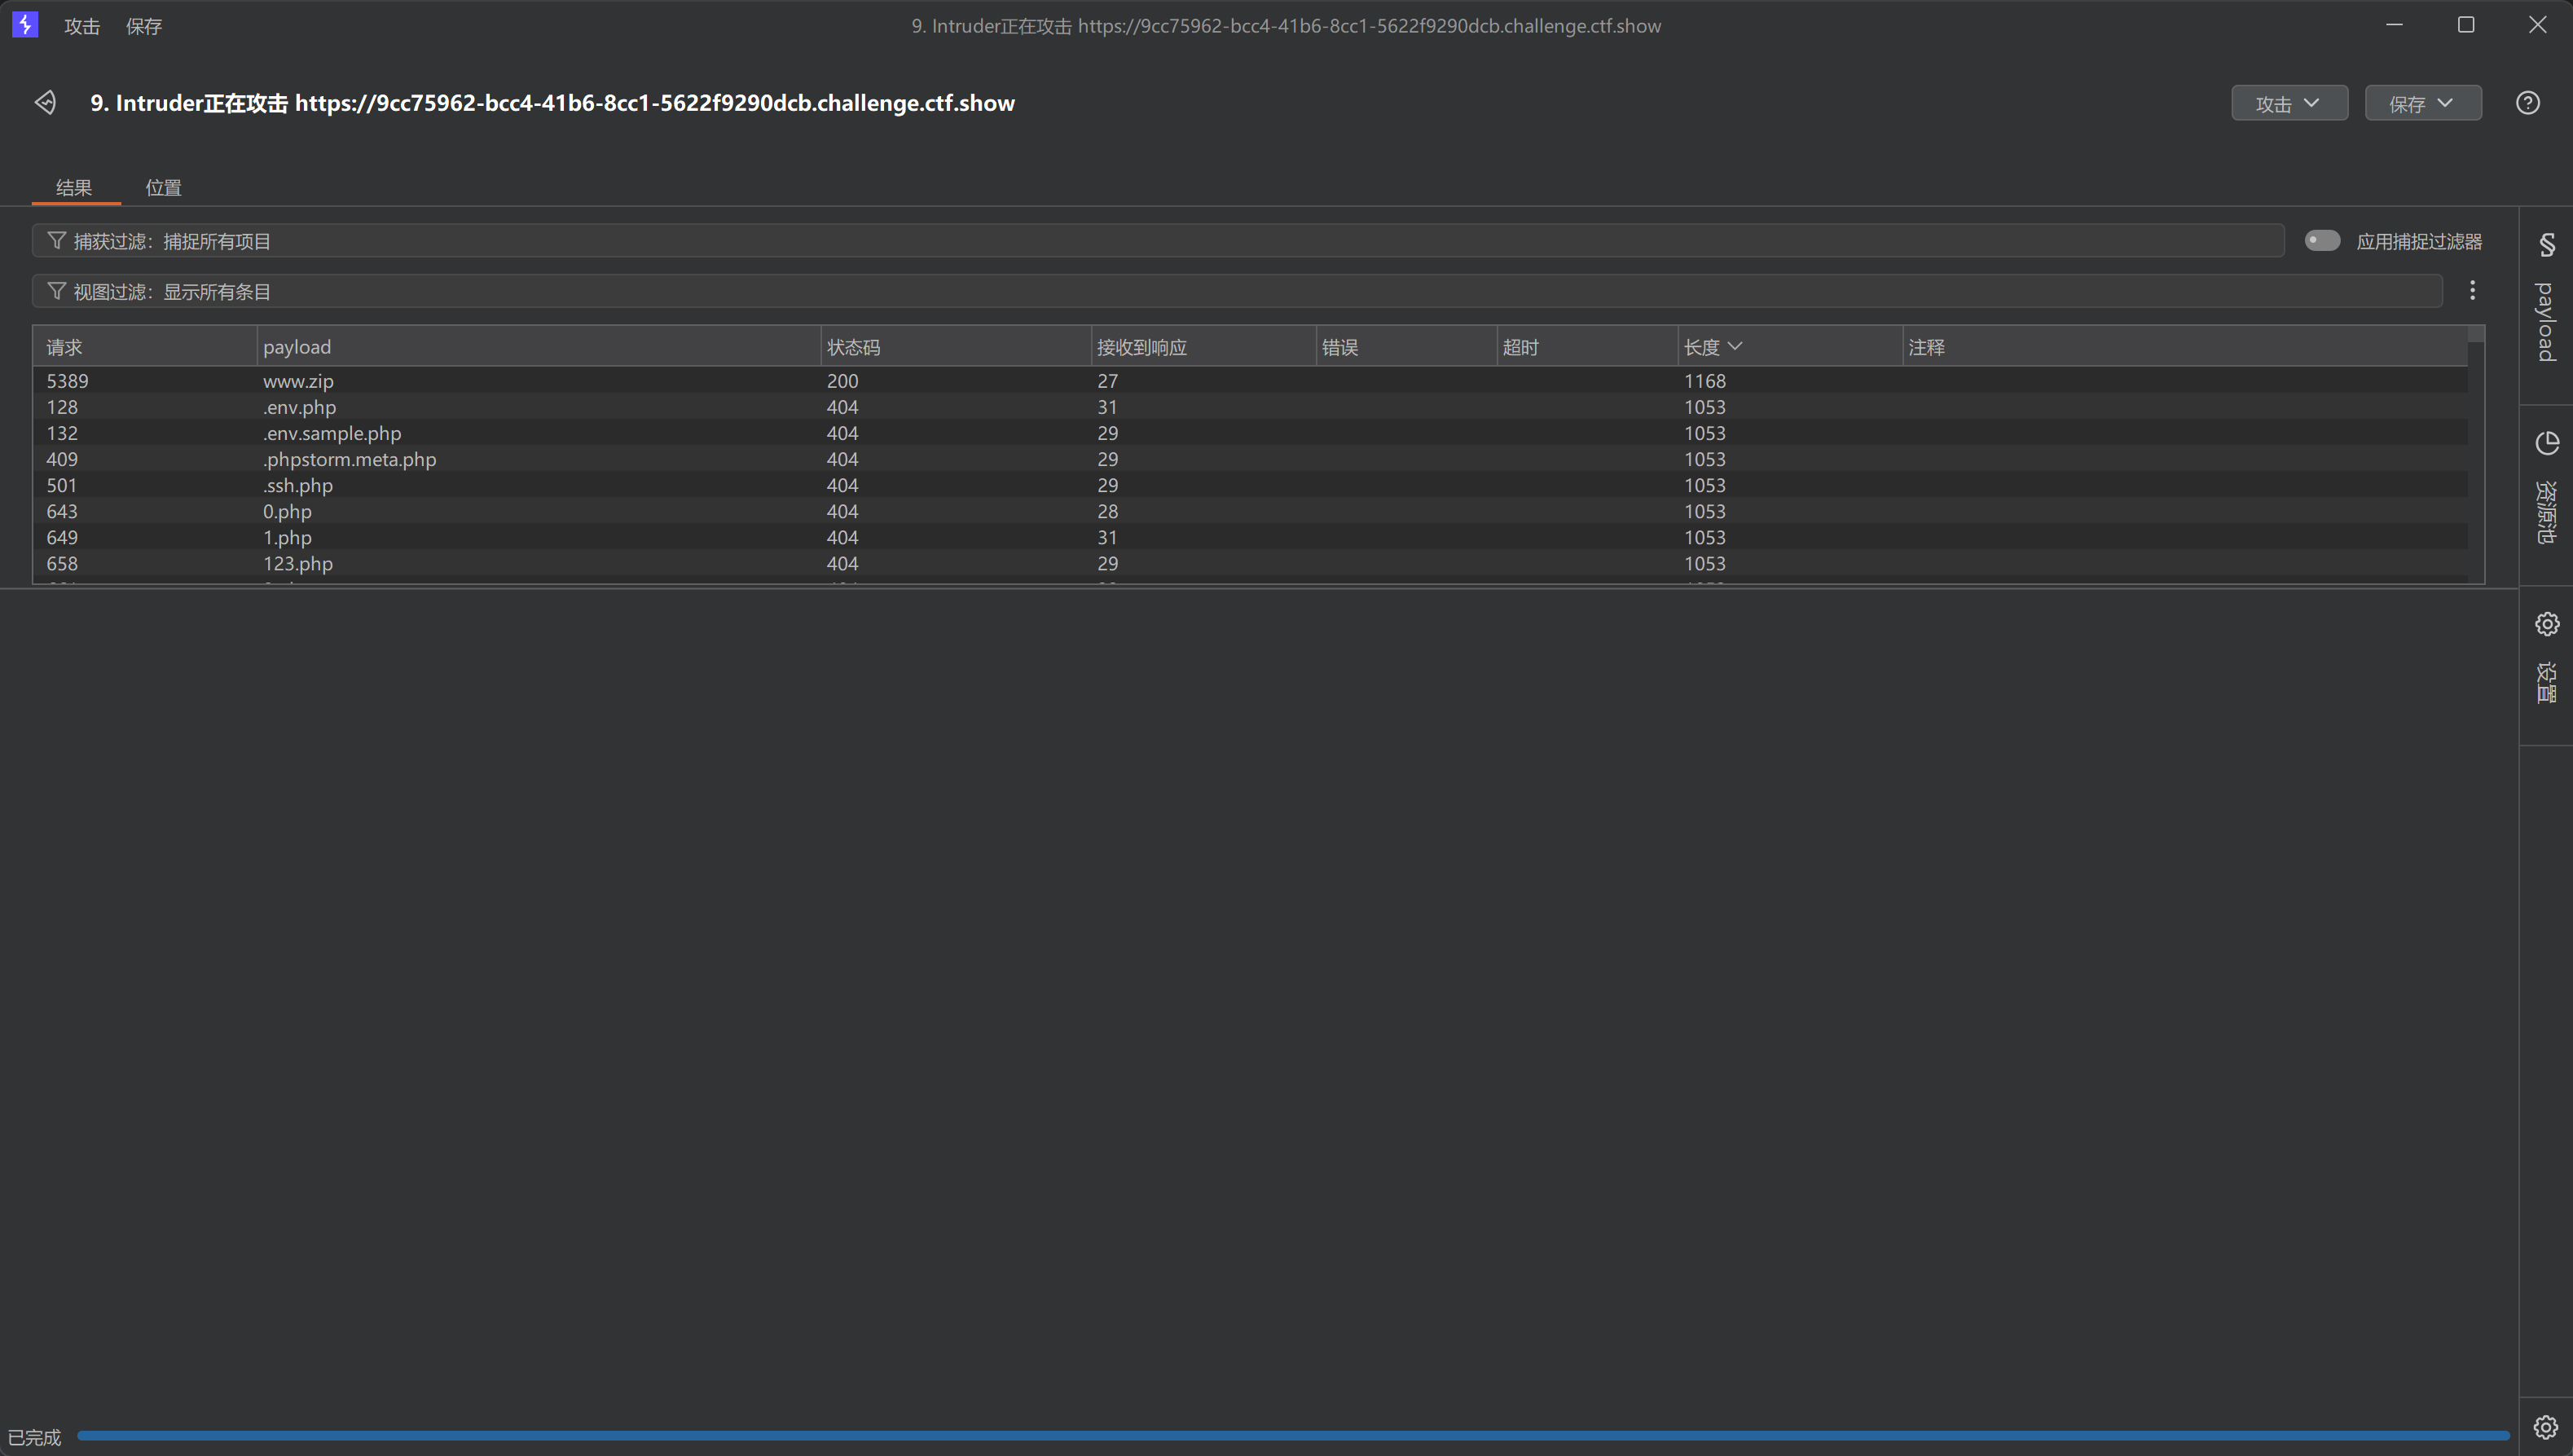 攻击 保存 9. Intruder正在攻击 https://9cc75962-bcc4-41b6-8cc1-5622f9290dcb.challenge.ctf.show
9. Intruder正在攻击 https://9cc75962-bcc4-41b6-8cc1-5622f9290dcb.challenge.ctf.show 攻击 保存
结果 位置
捕获过滤：捕捉所有项目 应用捕捉过滤器
视图过滤：显示所有条目
请求 payload 状态码 接收到响应 错误 超时 长度 注释
5389 www.zip 200 27 1168
128 .env.php 404 31 1053
132 .env.sample.php 404 29 1053
409 .phpstorm.meta.php 404 29 1053
501 .ssh.php 404 29 1053
643 0.php 404 28 1053
649 1.php 404 31 1053
658 123.php 404 29 1053
§ payload
资源池
设置
已完成